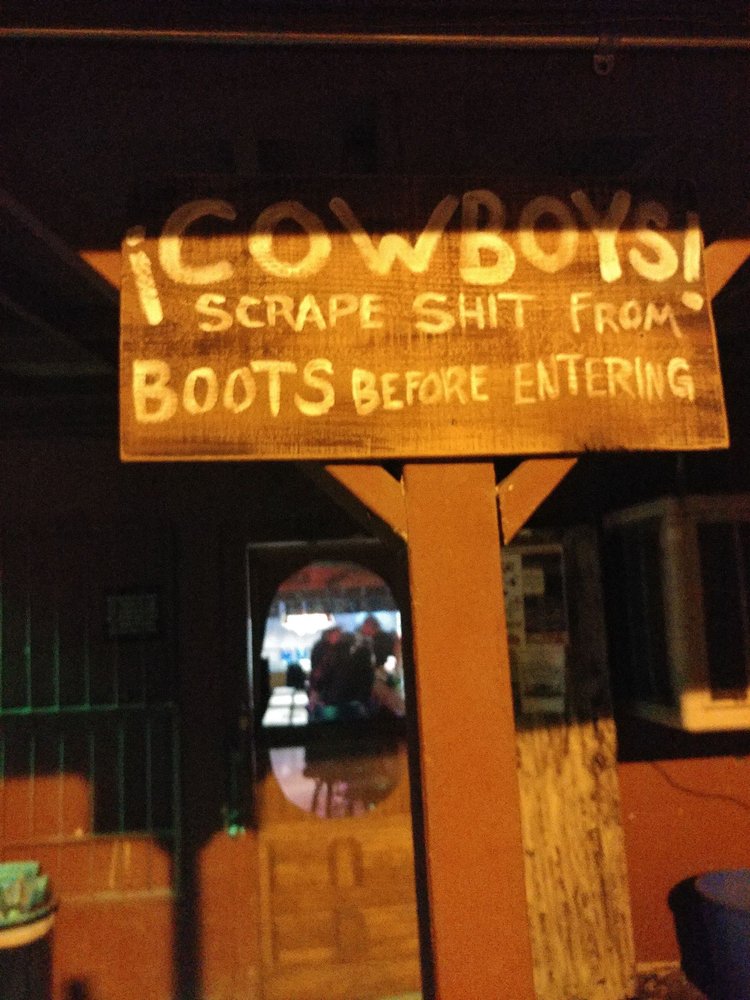 ¡COWBOYS!
SCRAPE SHIT FROM
BOOTS BEFORE ENTERING